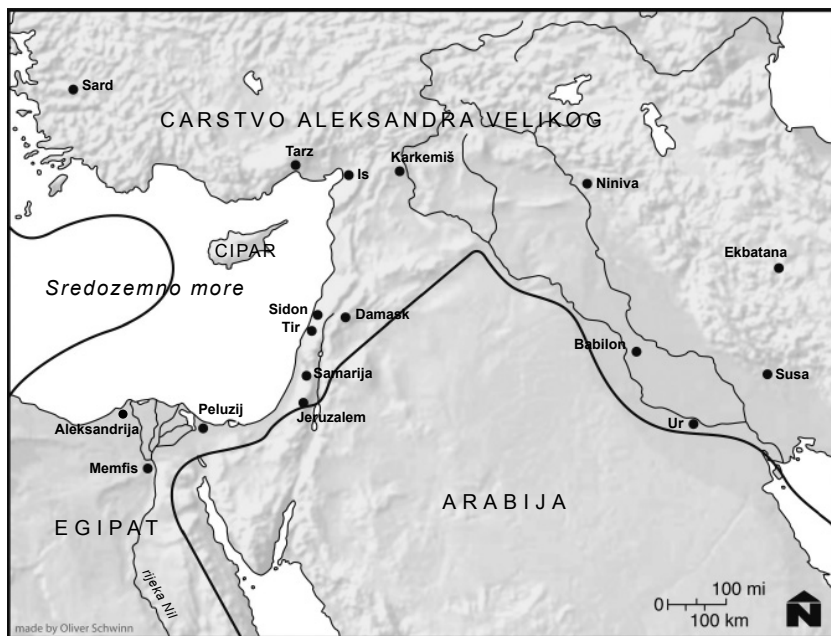 Sard
CARSTVO ALEKSANDRA VELIKOG
Tarz
Is
Karkemiš
Niniva
CIPAR
Ekbatana
Sredozemno more
Sidon
Damask
Tir
Babilon
Samarija
Susa
Peluzij
Jeruzalem
Aleksandrija
Ur
Memfis
ARABIJA
EGIPAT
rijeka Nil
100 mi
0
100 km
N
made by Oliver Schwinn